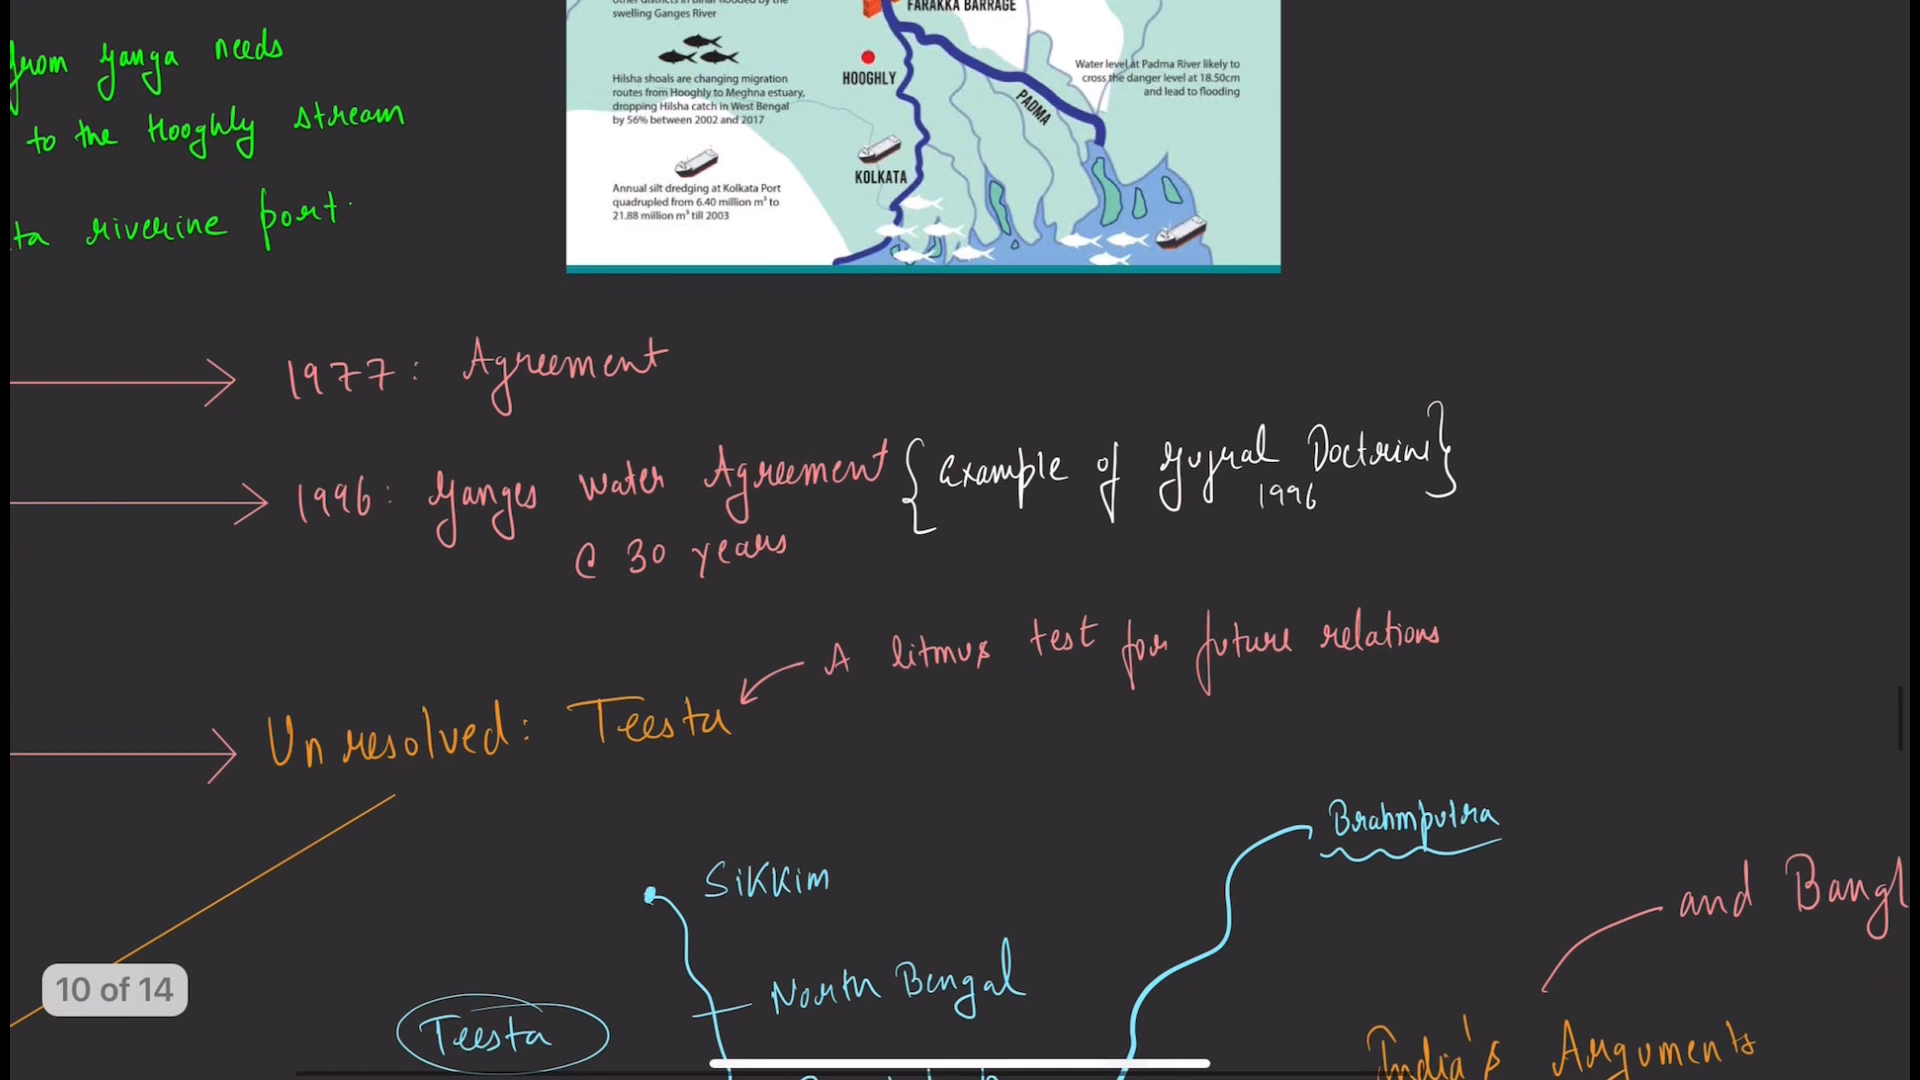 from Ganga needs
to the Hooghly stream
ta riverine port.
swelling Ganges River
FARAKKA BARRAGE
Hilsha shoals are changing migration
routes from Hooghly to Meghna estuary,
dropping Hilsha catch in West Bengal
by 56% between 2002 and 2017
HOOGHLY
PADMA
Water level at Padma River likely to
cross the danger level at 18.50cm
and lead to flooding
KOLKATA
Annual silt dredging at Kolkata Port
quadrupled from 6.40 million m³ to
21.88 million m³ till 2003
1977: Agreement
1996: Ganges Water Agreement {Example of Gujral Doctrine}
1996
@ 30 years
A litmus test for future relations
Unresolved: Teesta
Brahmputra
Sikkim
and Bangl
North Bengal
Teesta
India's Arguments
10 of 14